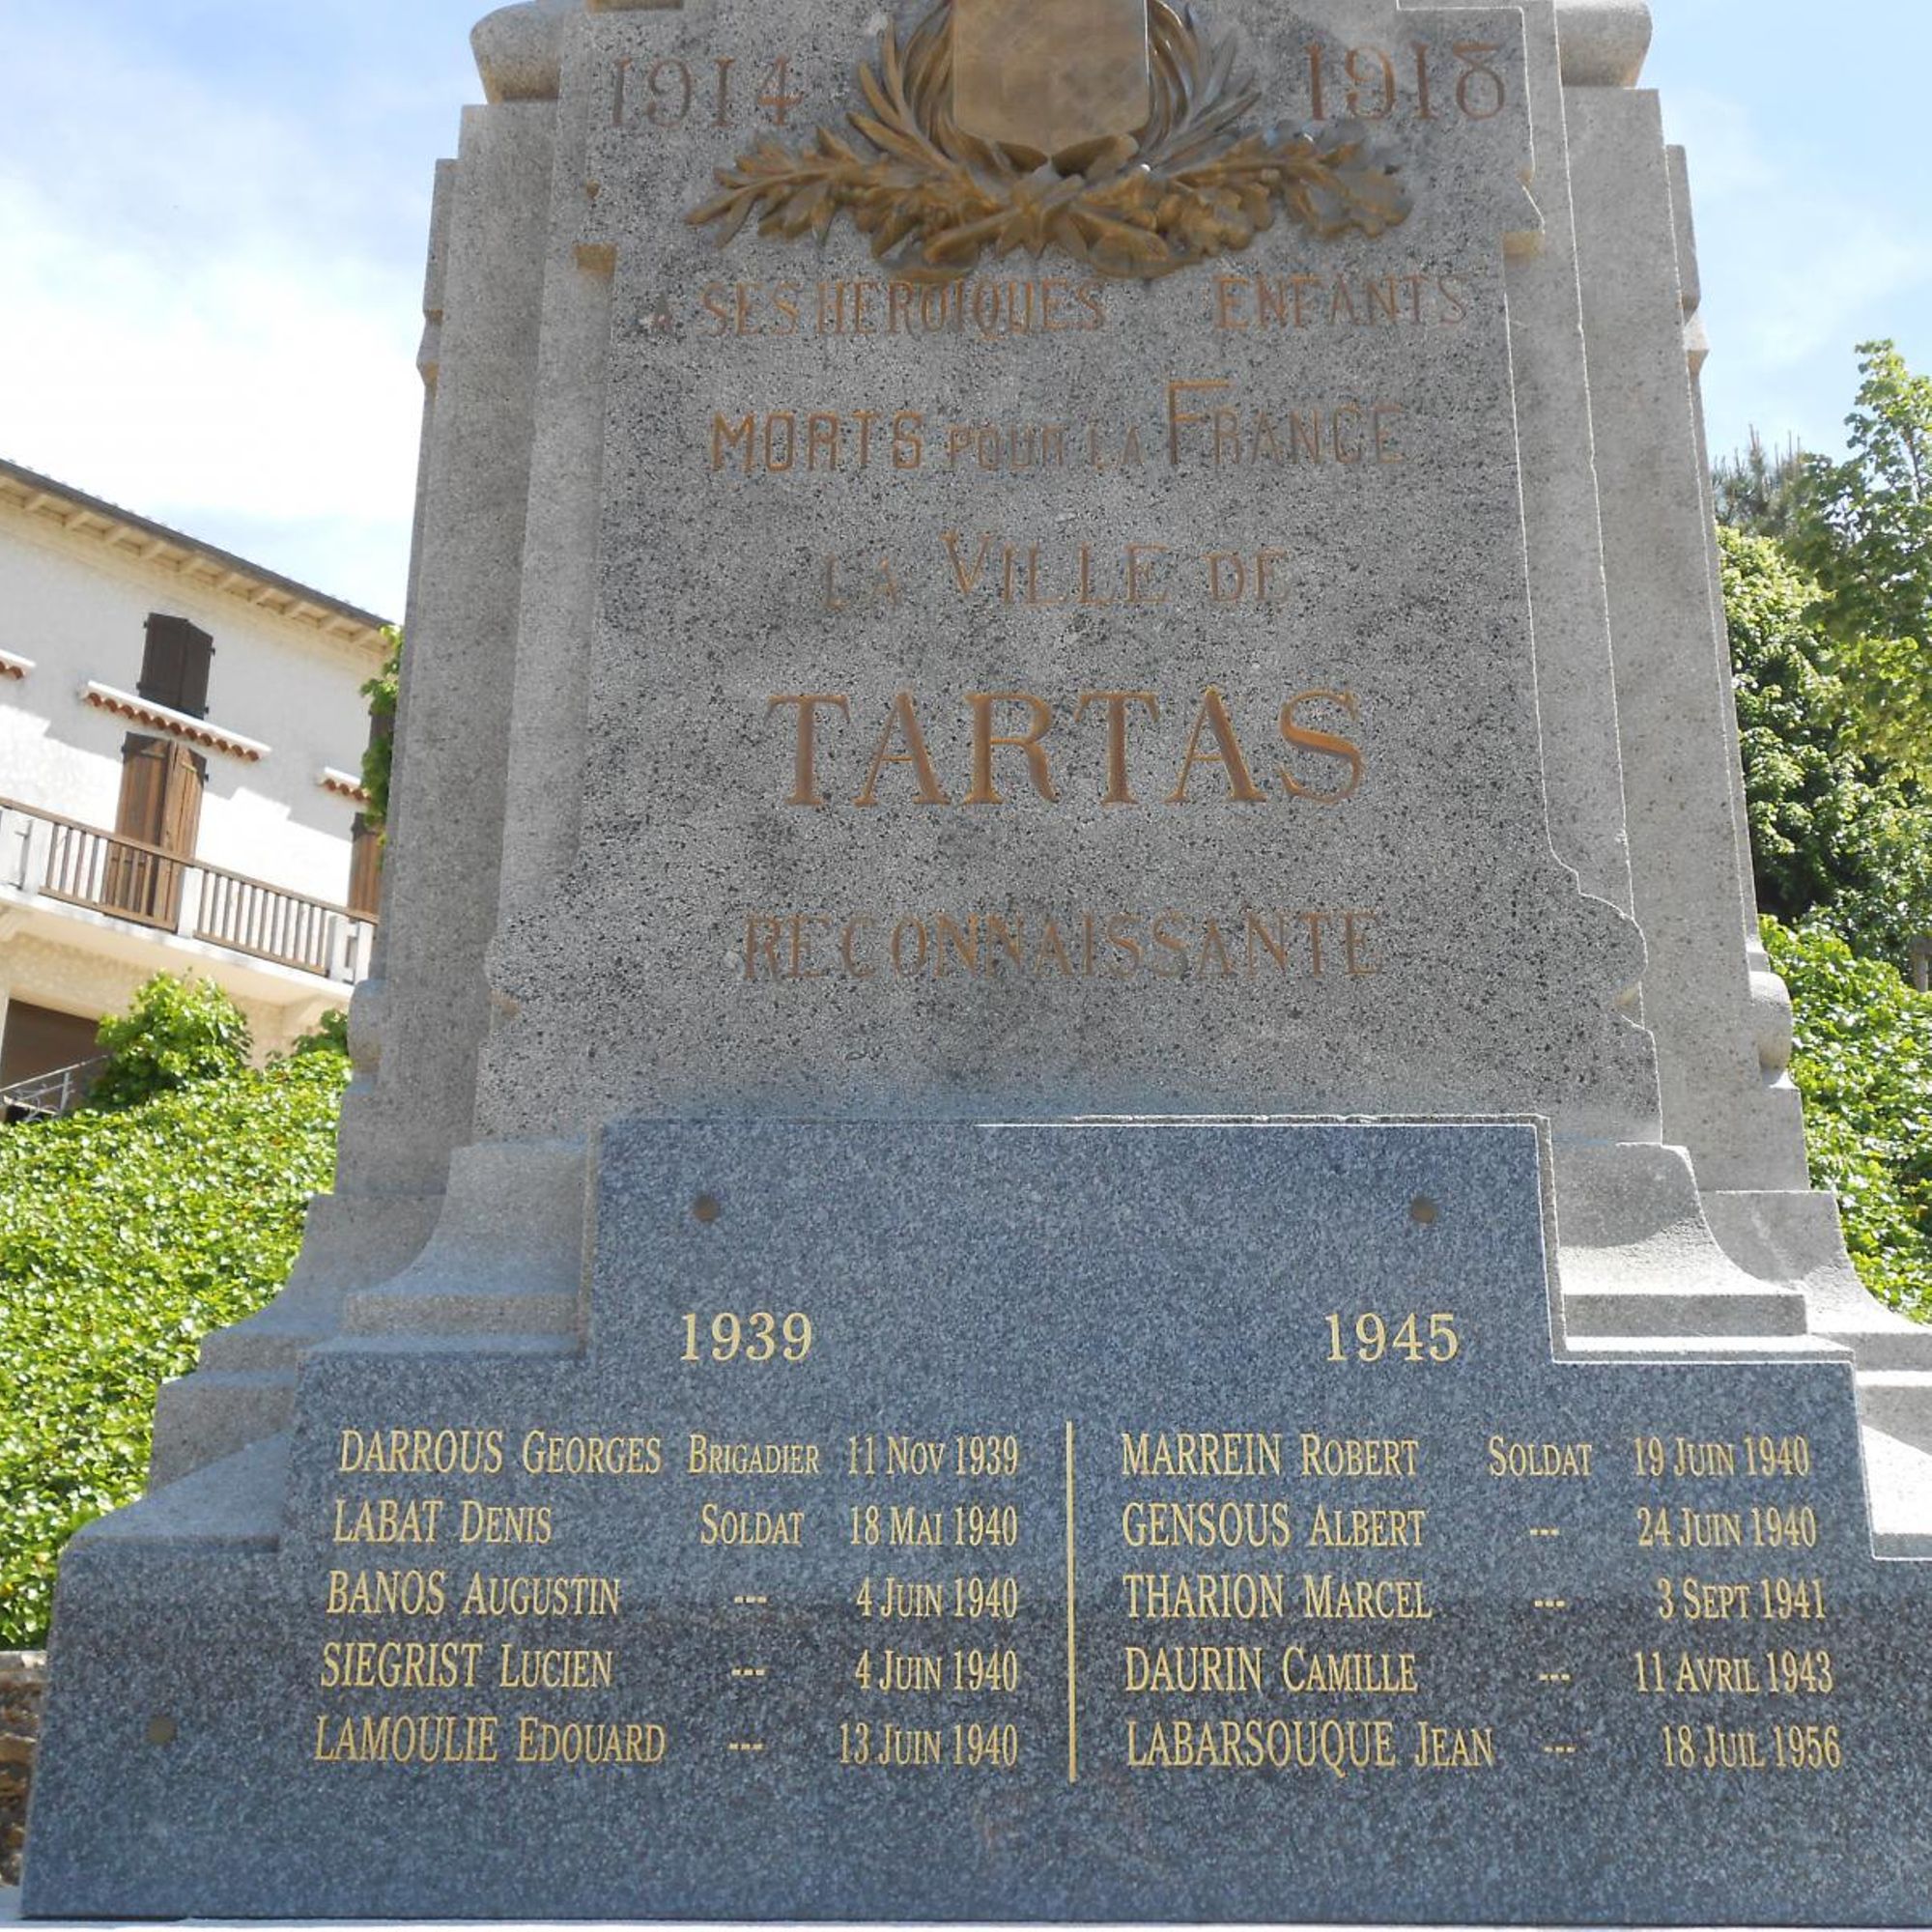 1914 1918
A SES HEROIQUES ENFANTS
MORTS POUR LA FRANCE
LA VILLE DE
TARTAS
RECONNAISSANTE
1939 1945
DARROUS GEORGES BRIGADIER 11 NOV 1939
LABAT DENIS SOLDAT 18 MAI 1940
BANOS AUGUSTIN --- 4 JUIN 1940
SIEGRIST LUCIEN --- 4 JUIN 1940
LAMOULIE EDOUARD --- 13 JUIN 1940
MARREIN ROBERT SOLDAT 19 JUIN 1940
GENSOUS ALBERT --- 24 JUIN 1940
THARION MARCEL --- 3 SEPT 1941
DAURIN CAMILLE --- 11 AVRIL 1943
LABARSOUQUE JEAN --- 18 JUIL 1956